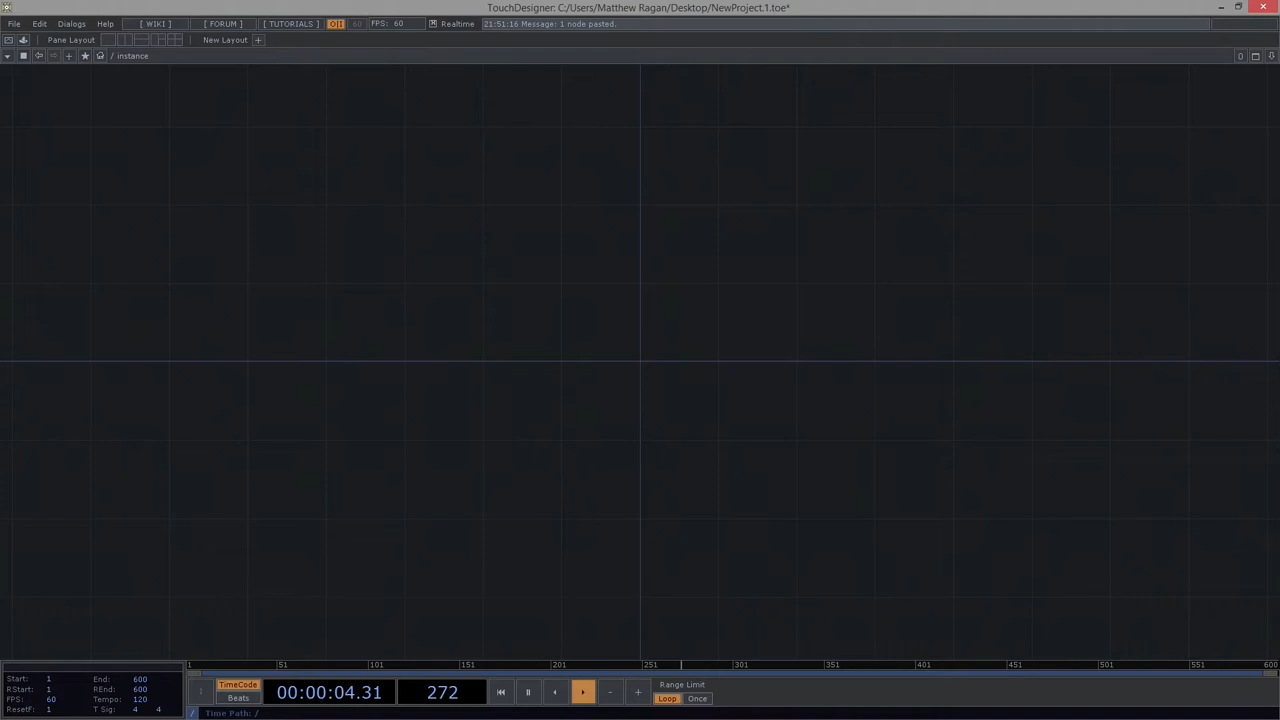 TouchDesigner: C:/Users/Matthew Ragan/Desktop/NewProject.1.toe*
File Edit Dialogs Help [ WIKI ] [ FORUM ] [ TUTORIALS ] O|I 60 FPS: 60 Realtime 21:51:16 Message: 1 node pasted.
Pane Layout New Layout +
/ instance 0
1 51 101 151 201 251 301 351 401 451 501 551 600
Start: 1 End: 600
RStart: 1 REnd: 600
FPS: 60 Tempo: 120
ResetF: 1 T Sig: 4 4
TimeCode
Beats
00:00:04.31 272
Range Limit
Loop Once
/ Time Path: /